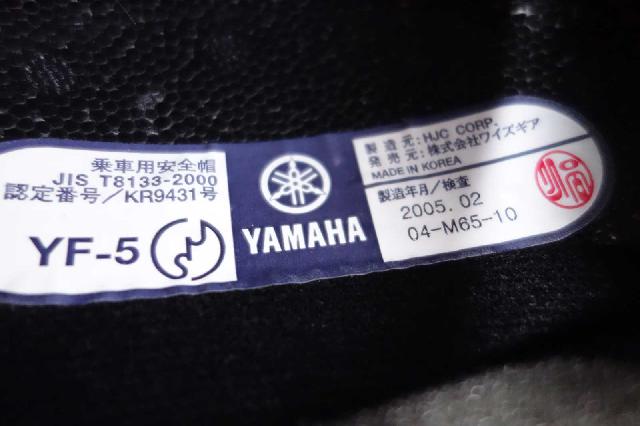 乗車用安全帽
JIS T8133-2000
認定番号/KR9431号
YF-5
YAMAHA
製造元:HJC CORP.
発売元:株式会社ワイズギア
MADE IN KOREA
製造年月/検査
2005.02
04-M65-10